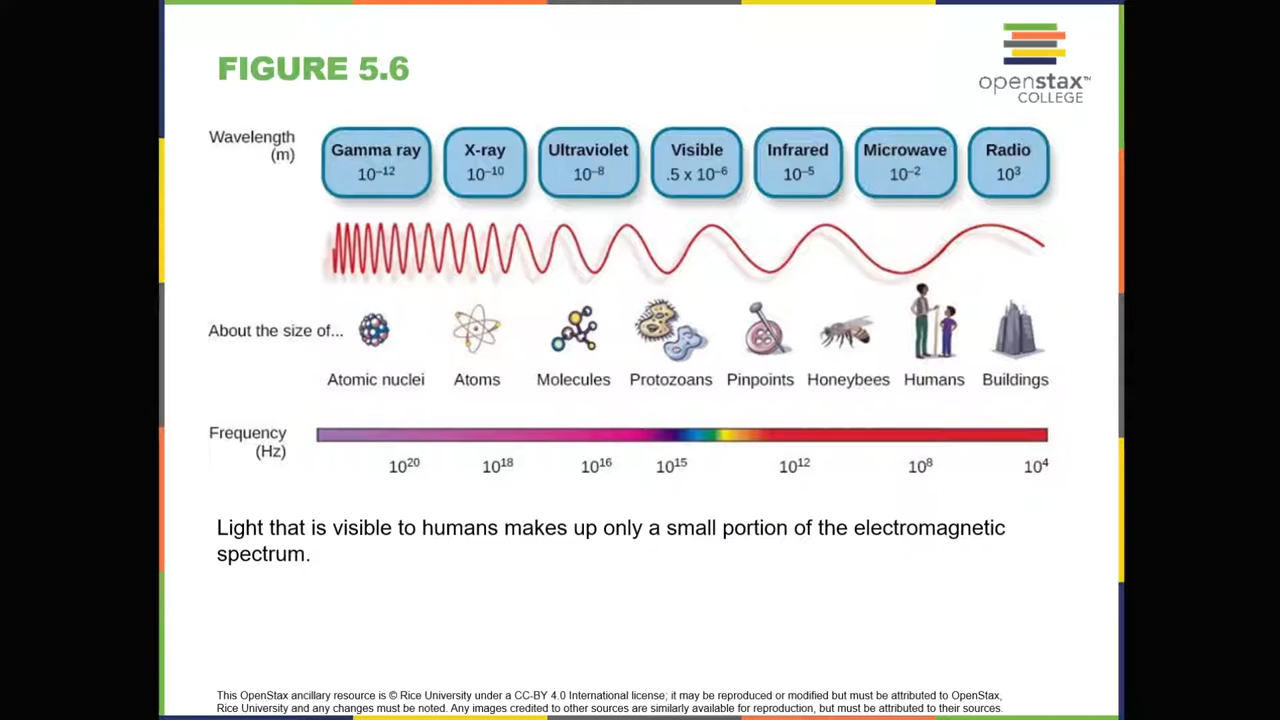 FIGURE 5.6
openstax™
COLLEGE
Wavelength
(m)
Gamma ray
10⁻¹²
X-ray
10⁻¹⁰
Ultraviolet
10⁻⁸
Visible
.5 x 10⁻⁶
Infrared
10⁻⁵
Microwave
10⁻²
Radio
10³
About the size of...
Atomic nuclei
Atoms
Molecules
Protozoans
Pinpoints
Honeybees
Humans
Buildings
Frequency
(Hz)
10²⁰
10¹⁸
10¹⁶
10¹⁵
10¹²
10⁸
10⁴
Light that is visible to humans makes up only a small portion of the electromagnetic
spectrum.
This OpenStax ancillary resource is © Rice University under a CC-BY 4.0 International license; it may be reproduced or modified but must be attributed to OpenStax,
Rice University and any changes must be noted. Any images credited to other sources are similarly available for reproduction, but must be attributed to their sources.